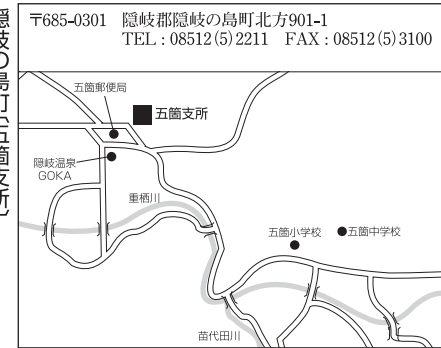 隠岐の島町〔五箇支所〕
〒685-0301 隠岐郡隠岐の島町北方901-1
TEL : 08512(5)2211 FAX : 08512(5)3100
五箇郵便局
五箇支所
隠岐温泉
GOKA
重栖川
五箇小学校
五箇中学校
苗代田川